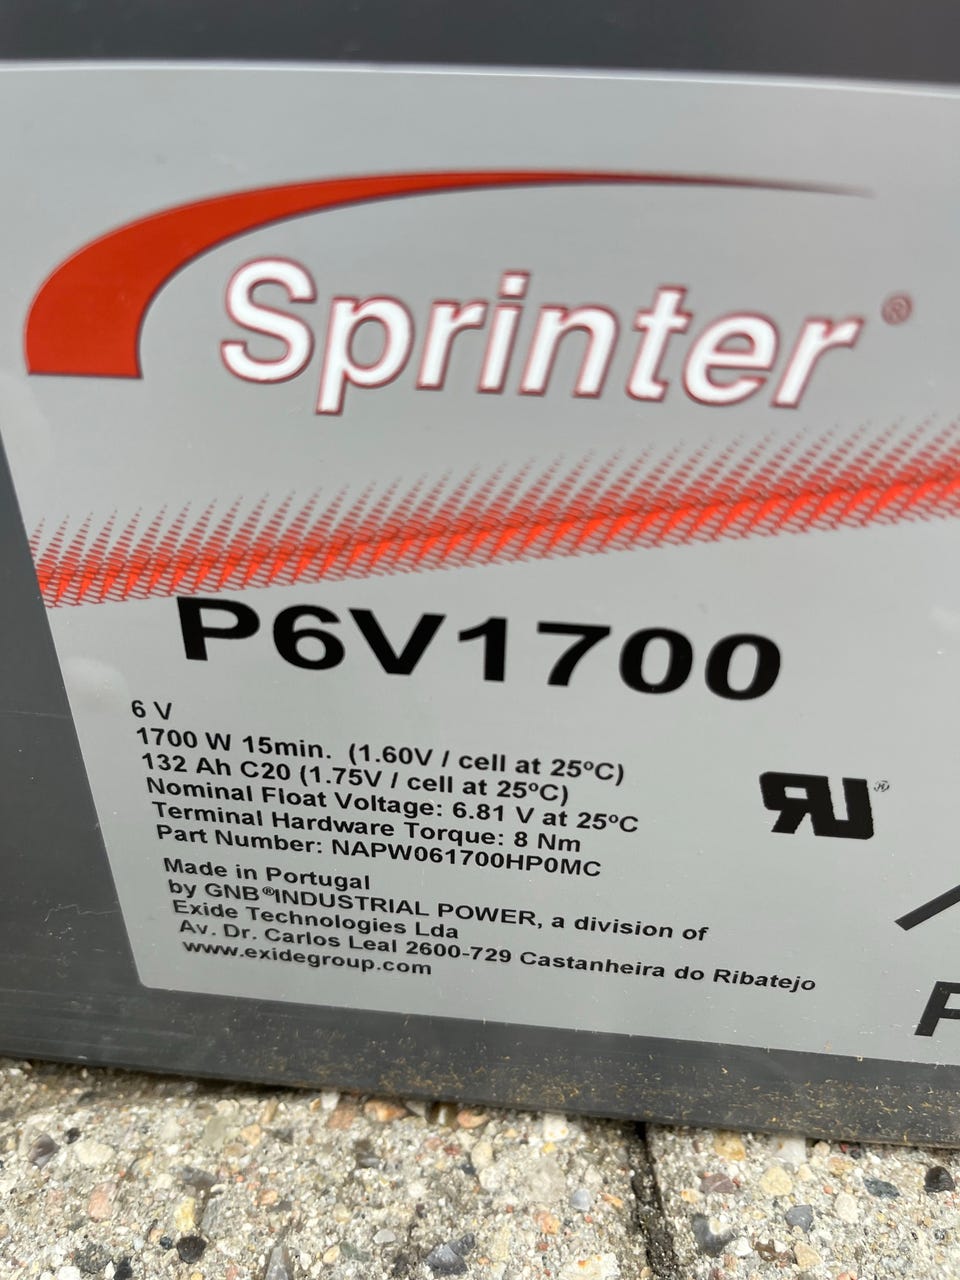 Sprinter®
P6V1700
6 V
1700 W 15min. (1.60V / cell at 25ºC)
132 Ah C20 (1.75V / cell at 25ºC)
Nominal Float Voltage: 6.81 V at 25ºC
Terminal Hardware Torque: 8 Nm
Part Number: NAPW061700HP0MC
Made in Portugal
by GNB®INDUSTRIAL POWER, a division of
Exide Technologies Lda
Av. Dr. Carlos Leal 2600-729 Castanheira do Ribatejo
www.exidegroup.com